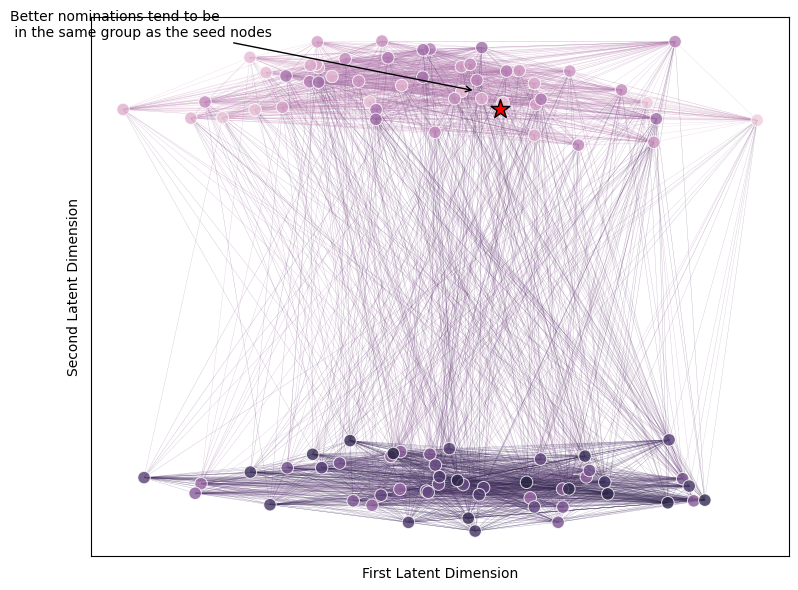 Better nominations tend to be
in the same group as the seed nodes
Second Latent Dimension
First Latent Dimension